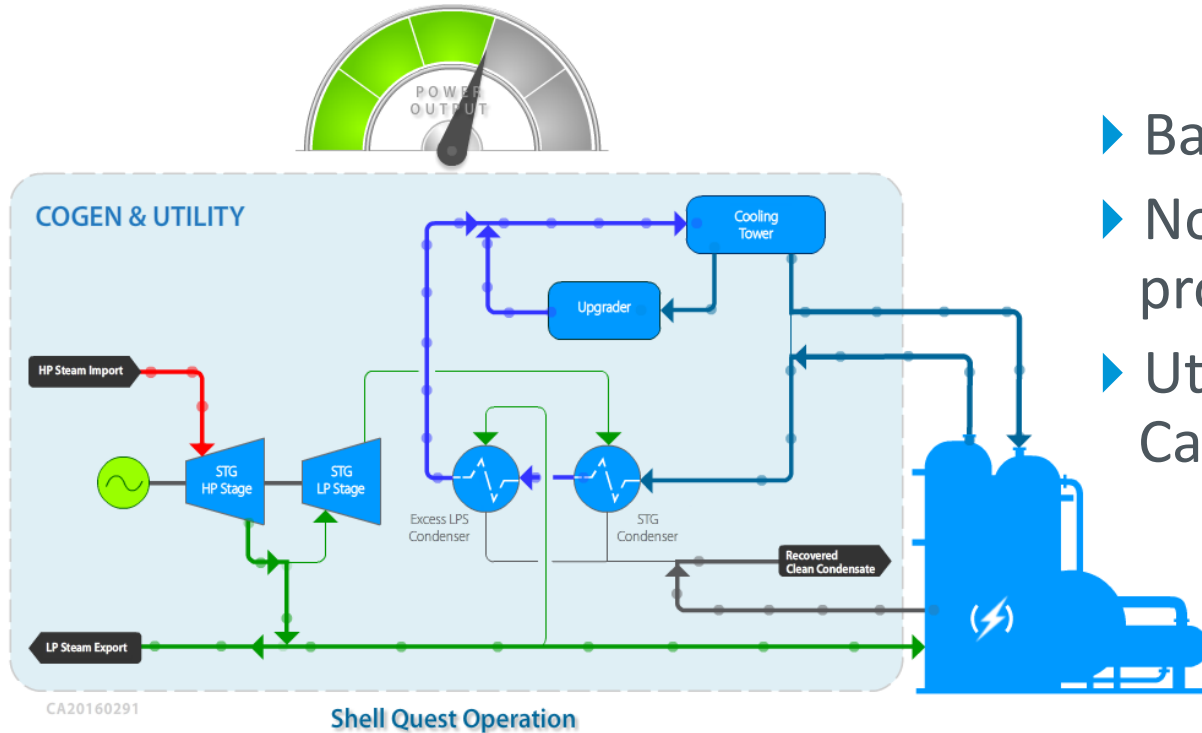 POWER
OUTPUT
COGEN & UTILITY
Cooling
Tower
Upgrader
HP Steam Import
STG
HP Stage
STG
LP Stage
Excess LPS
Condenser
STG
Condenser
Recovered
Clean Condensate
LP Steam Export
CA20160291
Shell Quest Operation
Ba
No
pro
Ut
Ca